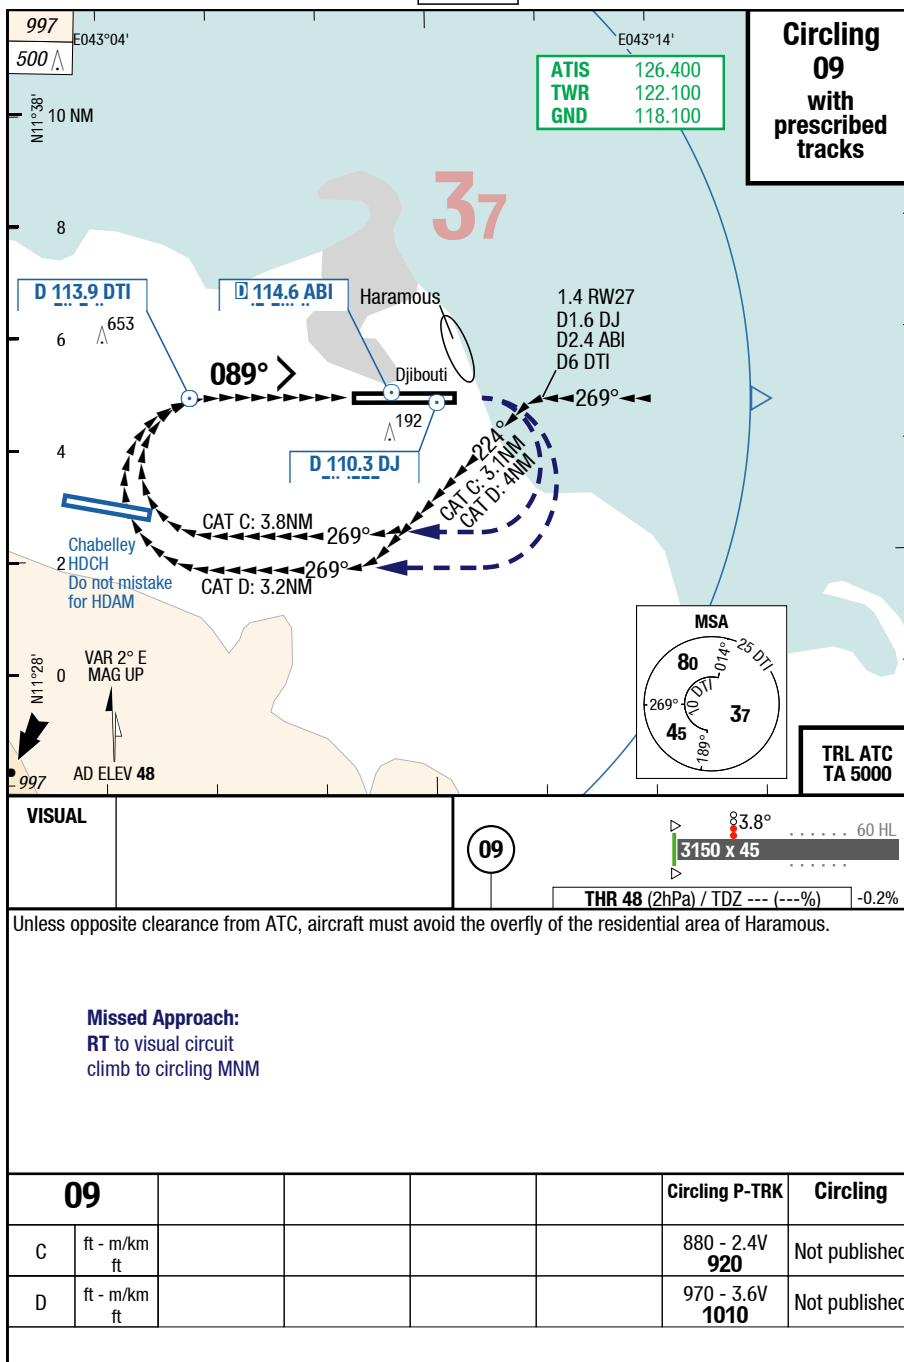 997
500
E043°04'
E043°14'
ATIS 126.400
TWR 122.100
GND 118.100
Circling
09
with
prescribed
tracks
N11°38'
10 NM
8
6
4
2
0
37
D 113.9 DTI
D 114.6 ABI
Haramous
1.4 RW27
D1.6 DJ
D2.4 ABI
D6 DTI
653
089°
Djibouti
269°
192
D 110.3 DJ
224°
CAT C: 3.1NM
CAT D: 4NM
CAT C: 3.8NM
269°
269°
CAT D: 3.2NM
Chabelley
HDCH
Do not mistake
for HDAM
N11°28'
VAR 2° E
MAG UP
AD ELEV 48
997
MSA
25 DTI
014°
80
10 DTI
269°
37
45
189°
TRL ATC
TA 5000
VISUAL
09
3.8°
60 HL
3150 x 45
THR 48 (2hPa) / TDZ --- (---%)
-0.2%
Unless opposite clearance from ATC, aircraft must avoid the overfly of the residential area of Haramous.
Missed Approach:
RT to visual circuit
climb to circling MNM
09 Circling P-TRK Circling
C ft - m/km 880 - 2.4V Not published
ft 920
D ft - m/km 970 - 3.6V Not published
ft 1010